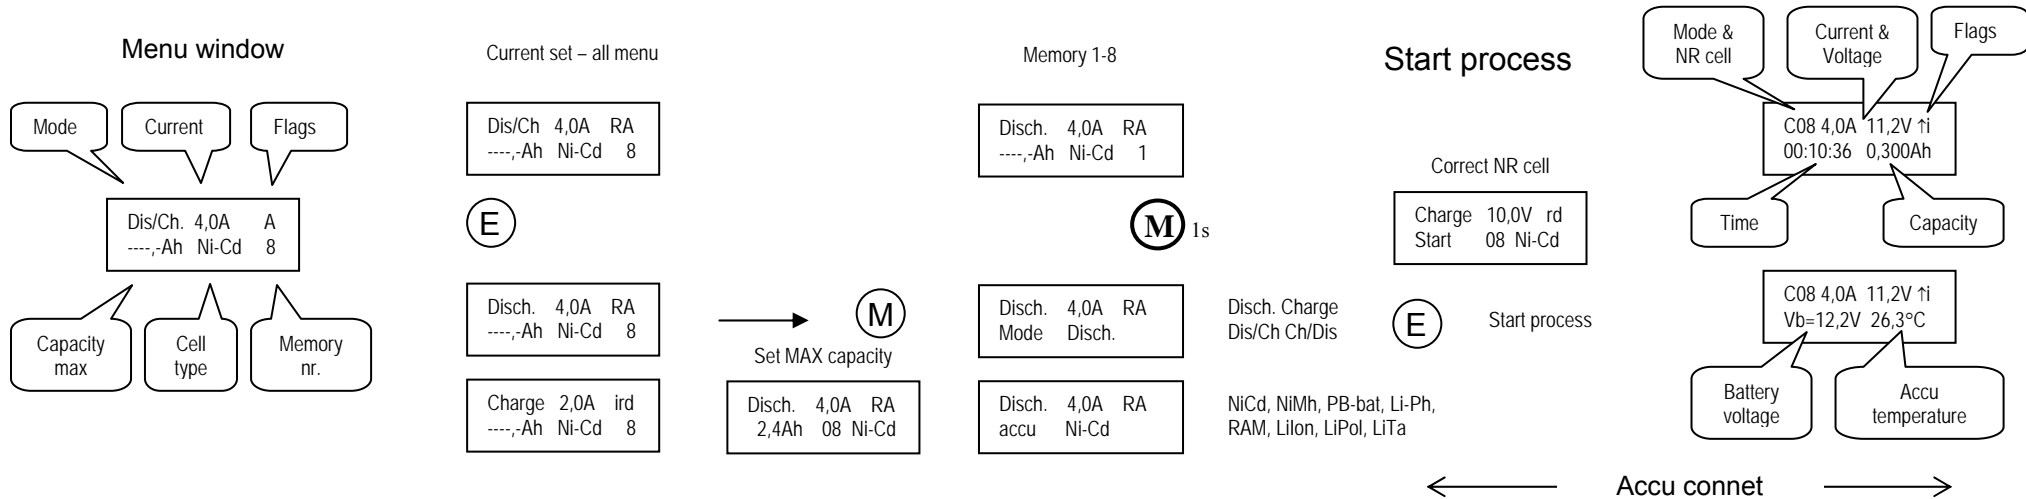 Menu window
Mode
Current
Flags
Dis/Ch. 4,0A A
----,-Ah Ni-Cd 8
Capacity
max
Cell
type
Memory
nr.
Current set – all menu
Dis/Ch 4,0A RA
----,-Ah Ni-Cd 8
E
Disch. 4,0A RA
----,-Ah Ni-Cd 8
Charge 2,0A ird
----,-Ah Ni-Cd 8
M
Set MAX capacity
Disch. 4,0A RA
2,4Ah 08 Ni-Cd
Memory 1-8
Disch. 4,0A RA
----,-Ah Ni-Cd 1
M 1s
Disch. 4,0A RA
Mode Disch.
Disch. Charge
Dis/Ch Ch/Dis
Disch. 4,0A RA
accu Ni-Cd
NiCd, NiMh, PB-bat, Li-Ph,
RAM, LiIon, LiPol, LiTa
Start process
Correct NR cell
Charge 10,0V rd
Start 08 Ni-Cd
E
Start process
Mode &
NR cell
Current &
Voltage
Flags
C08 4,0A 11,2V ↑i
00:10:36 0,300Ah
Time
Capacity
C08 4,0A 11,2V ↑i
Vb=12,2V 26,3°C
Battery
voltage
Accu
temperature
Accu connet